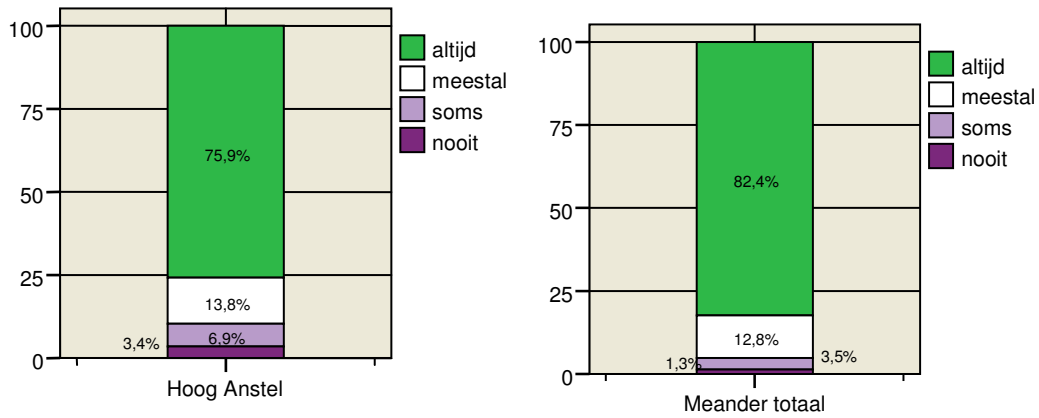 100
75
50
25
0
75,9%
13,8%
6,9%
3,4%
Hoog Anstel
altijd
meestal
soms
nooit
100
75
50
25
0
82,4%
12,8%
3,5%
1,3%
Meander totaal
altijd
meestal
soms
nooit